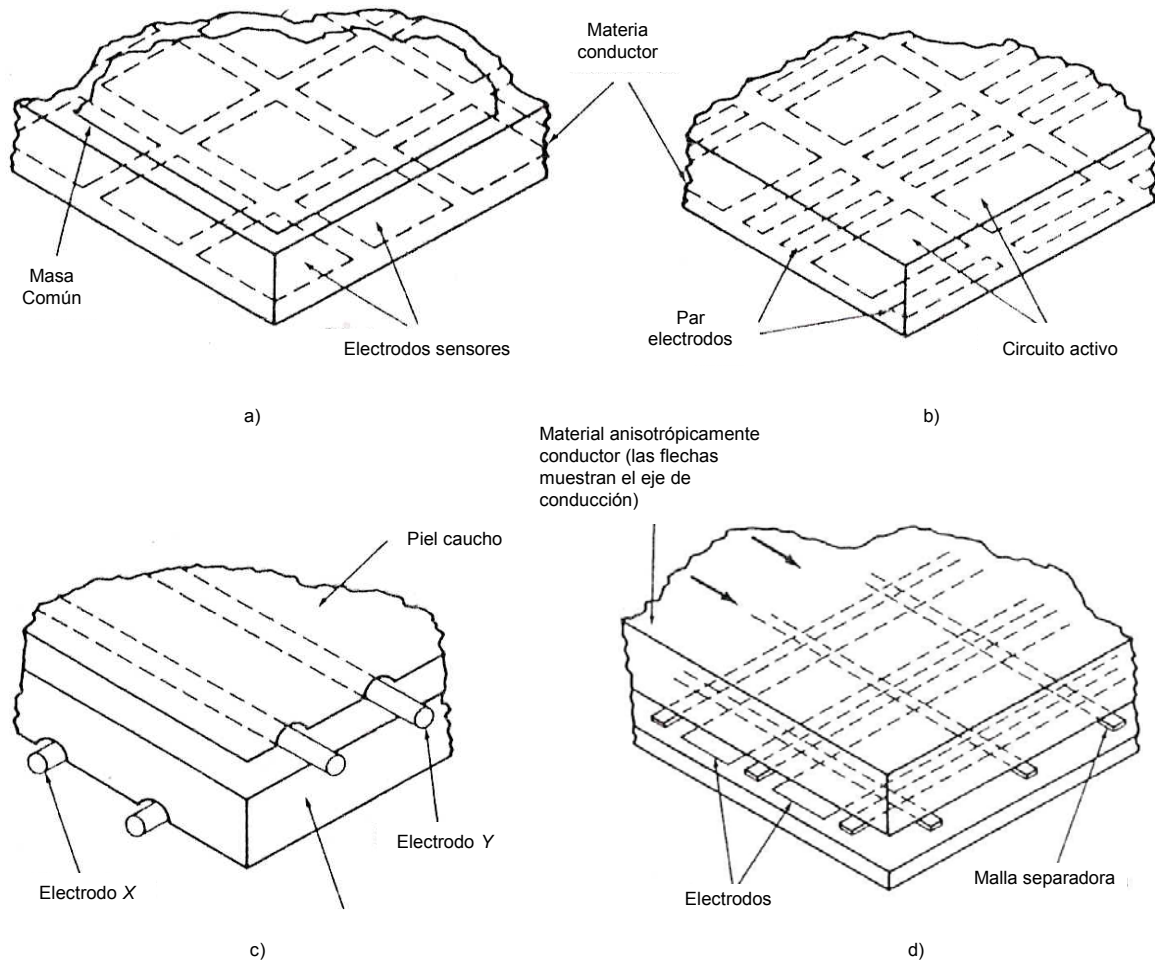 Materia
conductor
Masa
Común
Electrodos sensores
a)
Par
electrodos
Circuito activo
b)
Piel caucho
Electrodo Y
Electrodo X
c)
Material anisotrópicamente
conductor (las flechas
muestran el eje de
conducción)
Electrodos
Malla separadora
d)